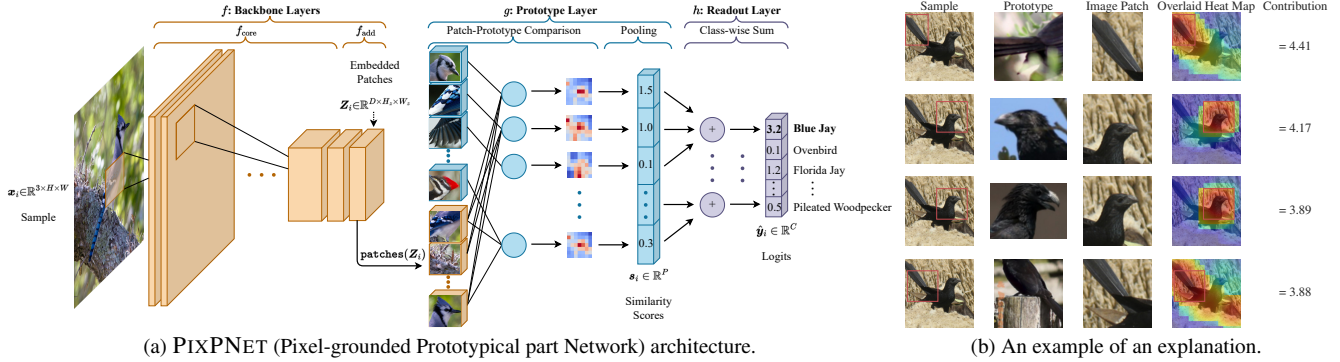 f: Backbone Layers
f_core
f_add
Embedded
Patches
Z_i∈ℝ^{D×H_z×W_z}
x_i∈ℝ^{3×H×W}
Sample
patches(Z_i)
g: Prototype Layer
Patch-Prototype Comparison
Pooling
1.5
1.0
0.1
0.3
s_i ∈ ℝ^P
Similarity
Scores
h: Readout Layer
Class-wise Sum
+
+
3.2 Blue Jay
0.1 Ovenbird
1.2 Florida Jay
0.5 Pileated Woodpecker
ŷ_i ∈ ℝ^C
Logits
(a) PIXPNET (Pixel-grounded Prototypical part Network) architecture.
Sample Prototype Image Patch Overlaid Heat Map Contribution
= 4.41
= 4.17
= 3.89
= 3.88
(b) An example of an explanation.